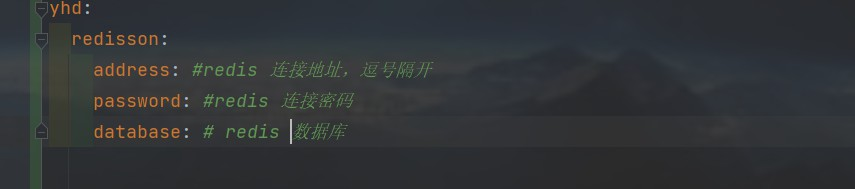 yhd:
redisson:
address: #redis 连接地址，逗号隔开
password: #redis 连接密码
database: # redis 数据库